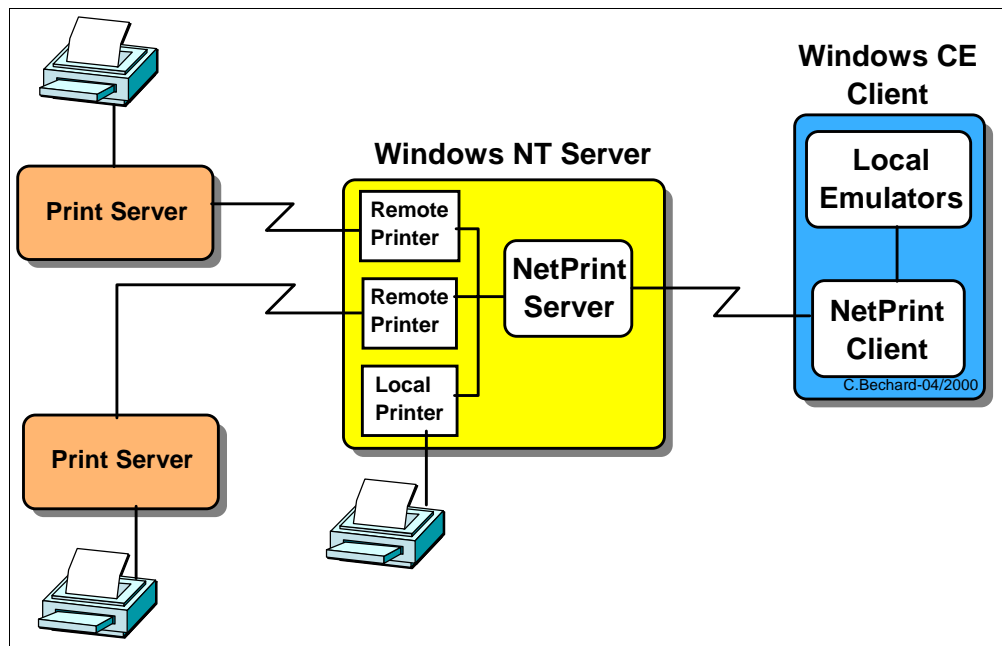 Windows CE
Client
Windows NT Server
Local
Emulators
Print Server
Remote
Printer
NetPrint
Server
Remote
Printer
NetPrint
Client
C.Bechard-04/2000
Local
Printer
Print Server